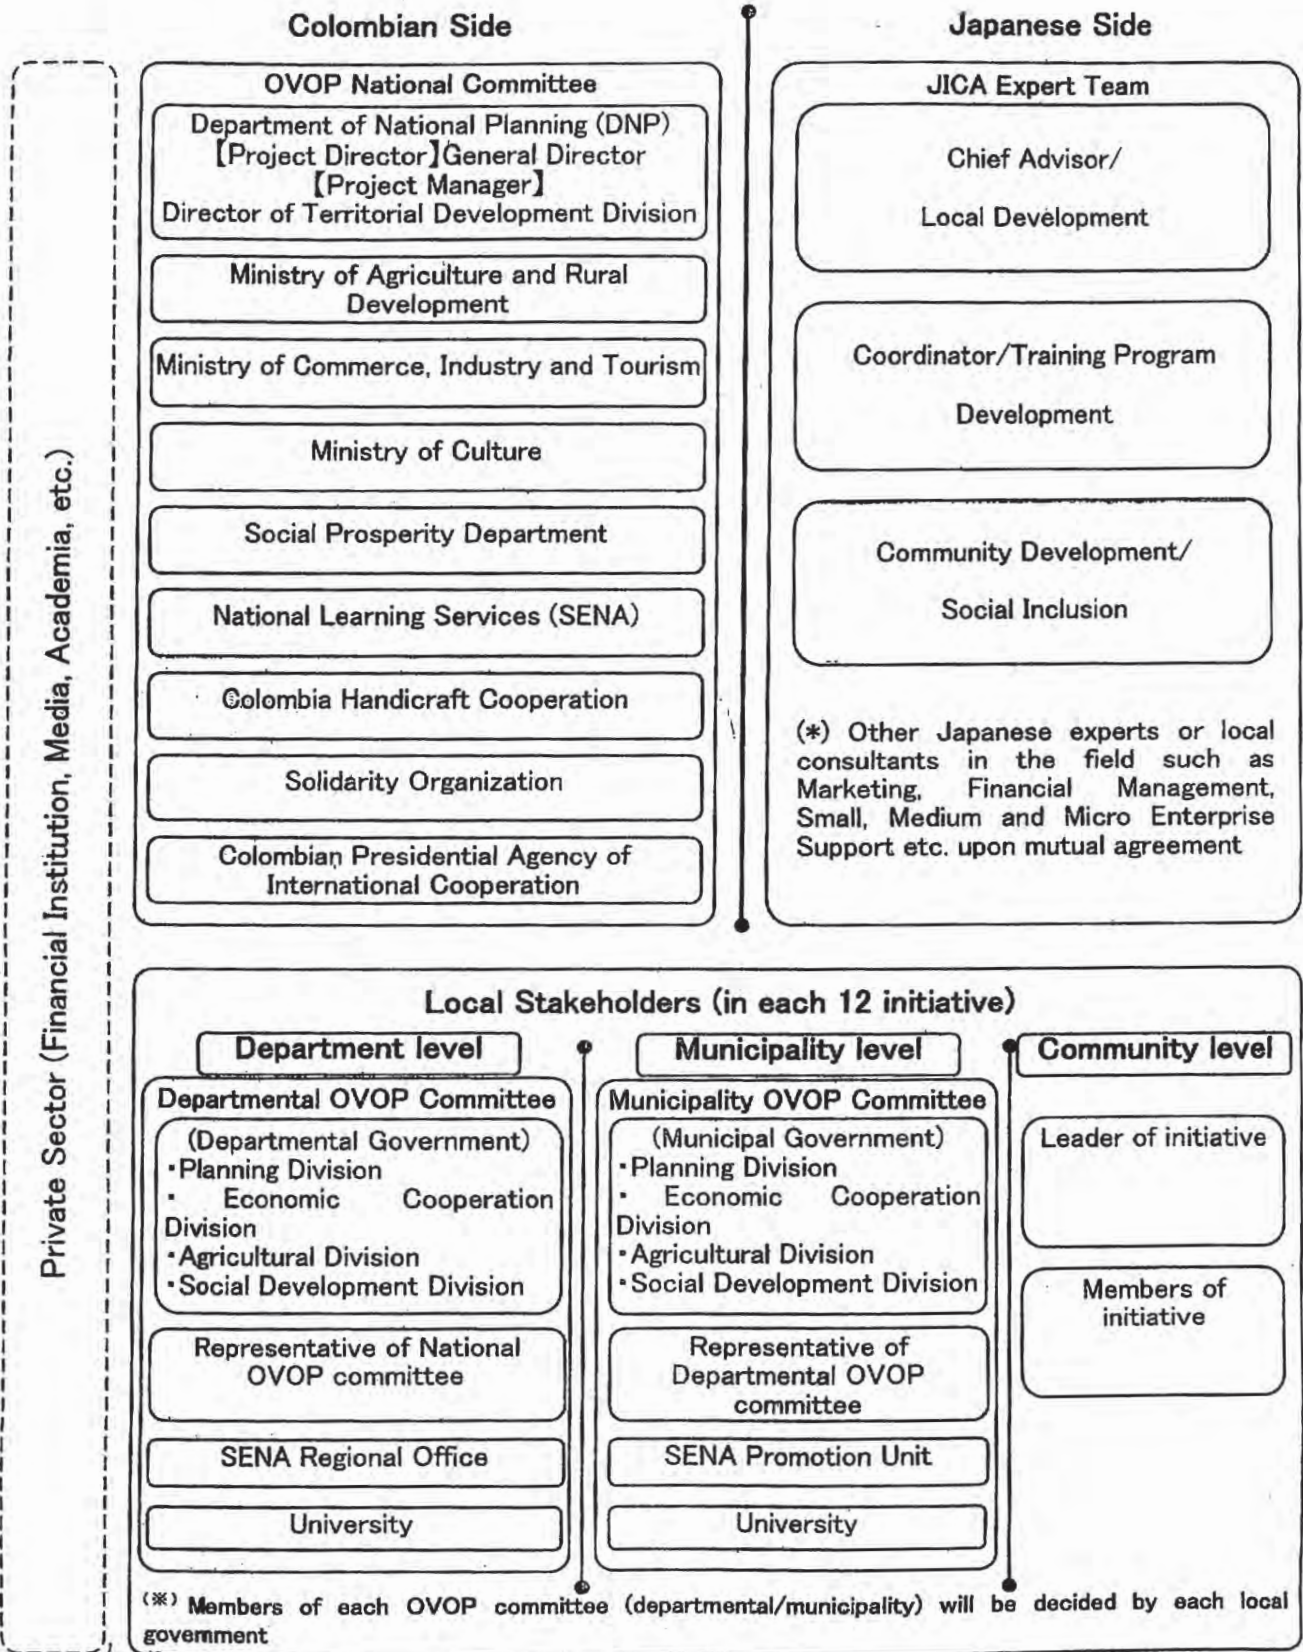 Colombian Side
Japanese Side
Private Sector (Financial Institution, Media, Academia, etc.)
OVOP National Committee
Department of National Planning (DNP)
【Project Director】General Director
【Project Manager】
Director of Territorial Development Division
Ministry of Agriculture and Rural
Development
Ministry of Commerce, Industry and Tourism
Ministry of Culture
Social Prosperity Department
National Learning Services (SENA)
Colombia Handicraft Cooperation
Solidarity Organization
Colombian Presidential Agency of
International Cooperation
JICA Expert Team
Chief Advisor/
Local Development
Coordinator/Training Program
Development
Community Development/
Social Inclusion
(*) Other Japanese experts or local
consultants in the field such as
Marketing, Financial Management,
Small, Medium and Micro Enterprise
Support etc. upon mutual agreement
Local Stakeholders (in each 12 initiative)
Department level
Departmental OVOP Committee
(Departmental Government)
・Planning Division
・ Economic Cooperation
Division
・Agricultural Division
・Social Development Division
Representative of National
OVOP committee
SENA Regional Office
University
Municipality level
Municipality OVOP Committee
(Municipal Government)
・Planning Division
・ Economic Cooperation
Division
・Agricultural Division
・Social Development Division
Representative of
Departmental OVOP
committee
SENA Promotion Unit
University
Community level
Leader of initiative
Members of
initiative
(※) Members of each OVOP committee (departmental/municipality) will be decided by each local
government